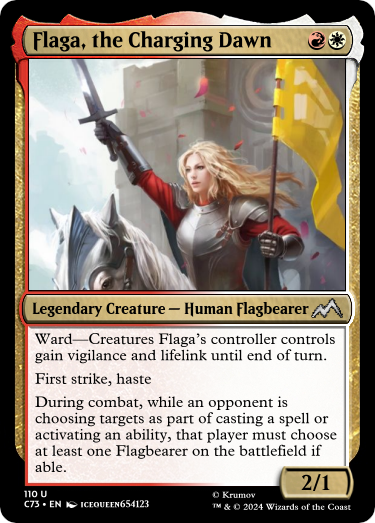 Flaga, the Charging Dawn
Legendary Creature — Human Flagbearer
Ward—Creatures Flaga's controller controls
gain vigilance and lifelink until end of turn.
First strike, haste
During combat, while an opponent is
choosing targets as part of casting a spell or
activating an ability, that player must choose
at least one Flagbearer on the battlefield if
able.
2/1
110 U
C73 • EN ICEQUEEN654123
© Krumov
™ & © 2024 Wizards of the Coast